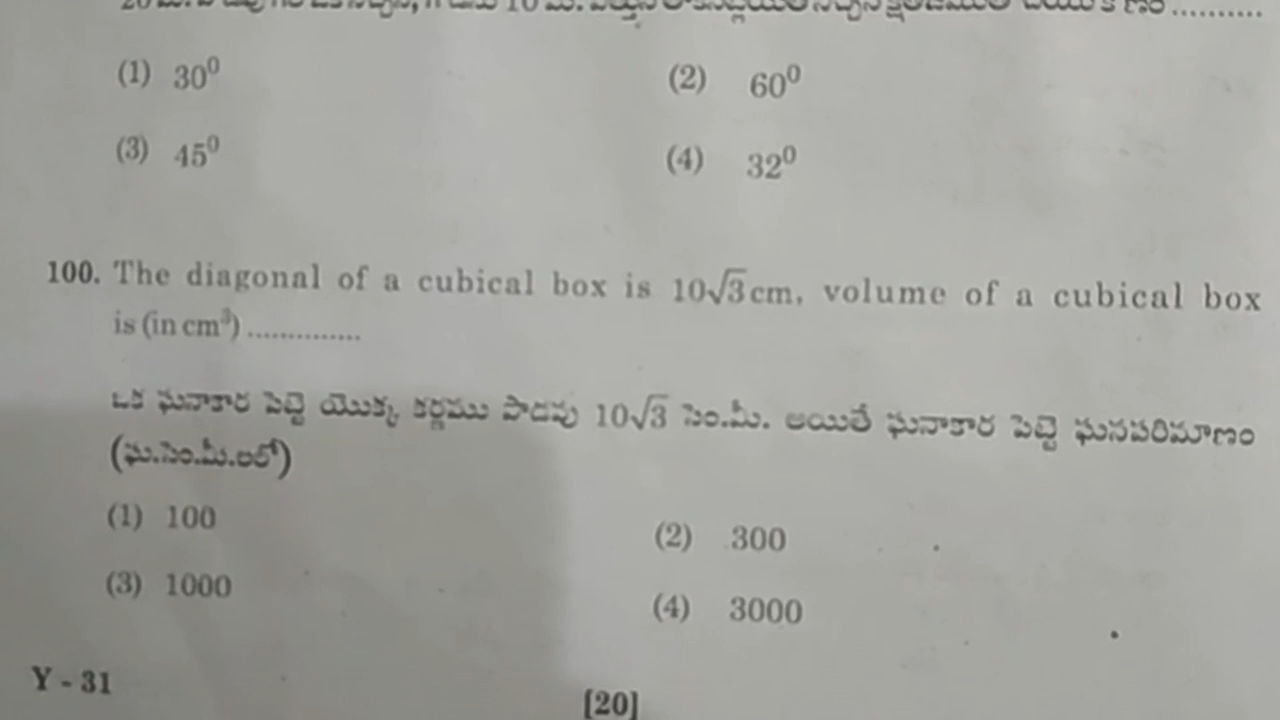 (1) 30⁰ (2) 60⁰
(3) 45⁰ (4) 32⁰
100. The diagonal of a cubical box is 10√3 cm, volume of a cubical box
is (in cm³) ..............
ఒక ఘనాకార పెట్టె యొక్క కర్ణము పొడవు 10√3 సెం.మీ. అయితే ఘనాకార పెట్టె ఘనపరిమాణం
(ఘ.సెం.మీ.లలో)
(1) 100 (2) 300
(3) 1000 (4) 3000
Y - 31
[20]